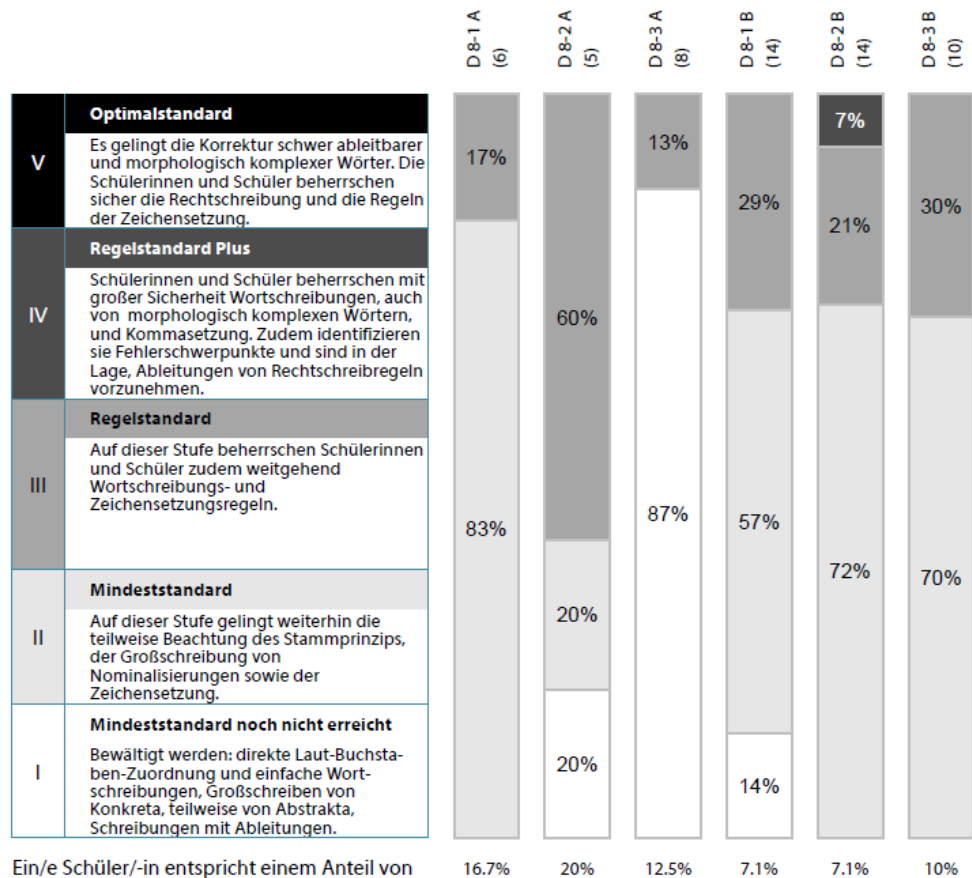 D 8-1 A
(6)
D 8-2 A
(5)
D 8-3 A
(8)
D 8-1 B
(14)
D 8-2 B
(14)
D 8-3 B
(10)
V
Optimalstandard
Es gelingt die Korrektur schwer ableitbarer
und morphologisch komplexer Wörter. Die
Schülerinnen und Schüler beherrschen
sicher die Rechtschreibung und die Regeln
der Zeichensetzung.
IV
Regelstandard Plus
Schülerinnen und Schüler beherrschen mit
großer Sicherheit Wortschreibungen, auch
von morphologisch komplexen Wörtern,
und Kommasetzung. Zudem identifizieren
sie Fehlerschwerpunkte und sind in der
Lage, Ableitungen von Rechtschreibregeln
vorzunehmen.
III
Regelstandard
Auf dieser Stufe beherrschen Schülerinnen
und Schüler zudem weitgehend
Wortschreibungs- und
Zeichensetzungsregeln.
II
Mindeststandard
Auf dieser Stufe gelingt weiterhin die
teilweise Beachtung des Stammprinzips,
der Großschreibung von
Nominalisierungen sowie der
Zeichensetzung.
I
Mindeststandard noch nicht erreicht
Bewältigt werden: direkte Laut-Buchsta-
ben-Zuordnung und einfache Wort-
schreibungen, Großschreiben von
Konkreta, teilweise von Abstrakta,
Schreibungen mit Ableitungen.
17%
83%
60%
20%
20%
13%
87%
29%
57%
14%
7%
21%
72%
30%
70%
Ein/e Schüler/-in entspricht einem Anteil von 16.7% 20% 12.5% 7.1% 7.1% 10%